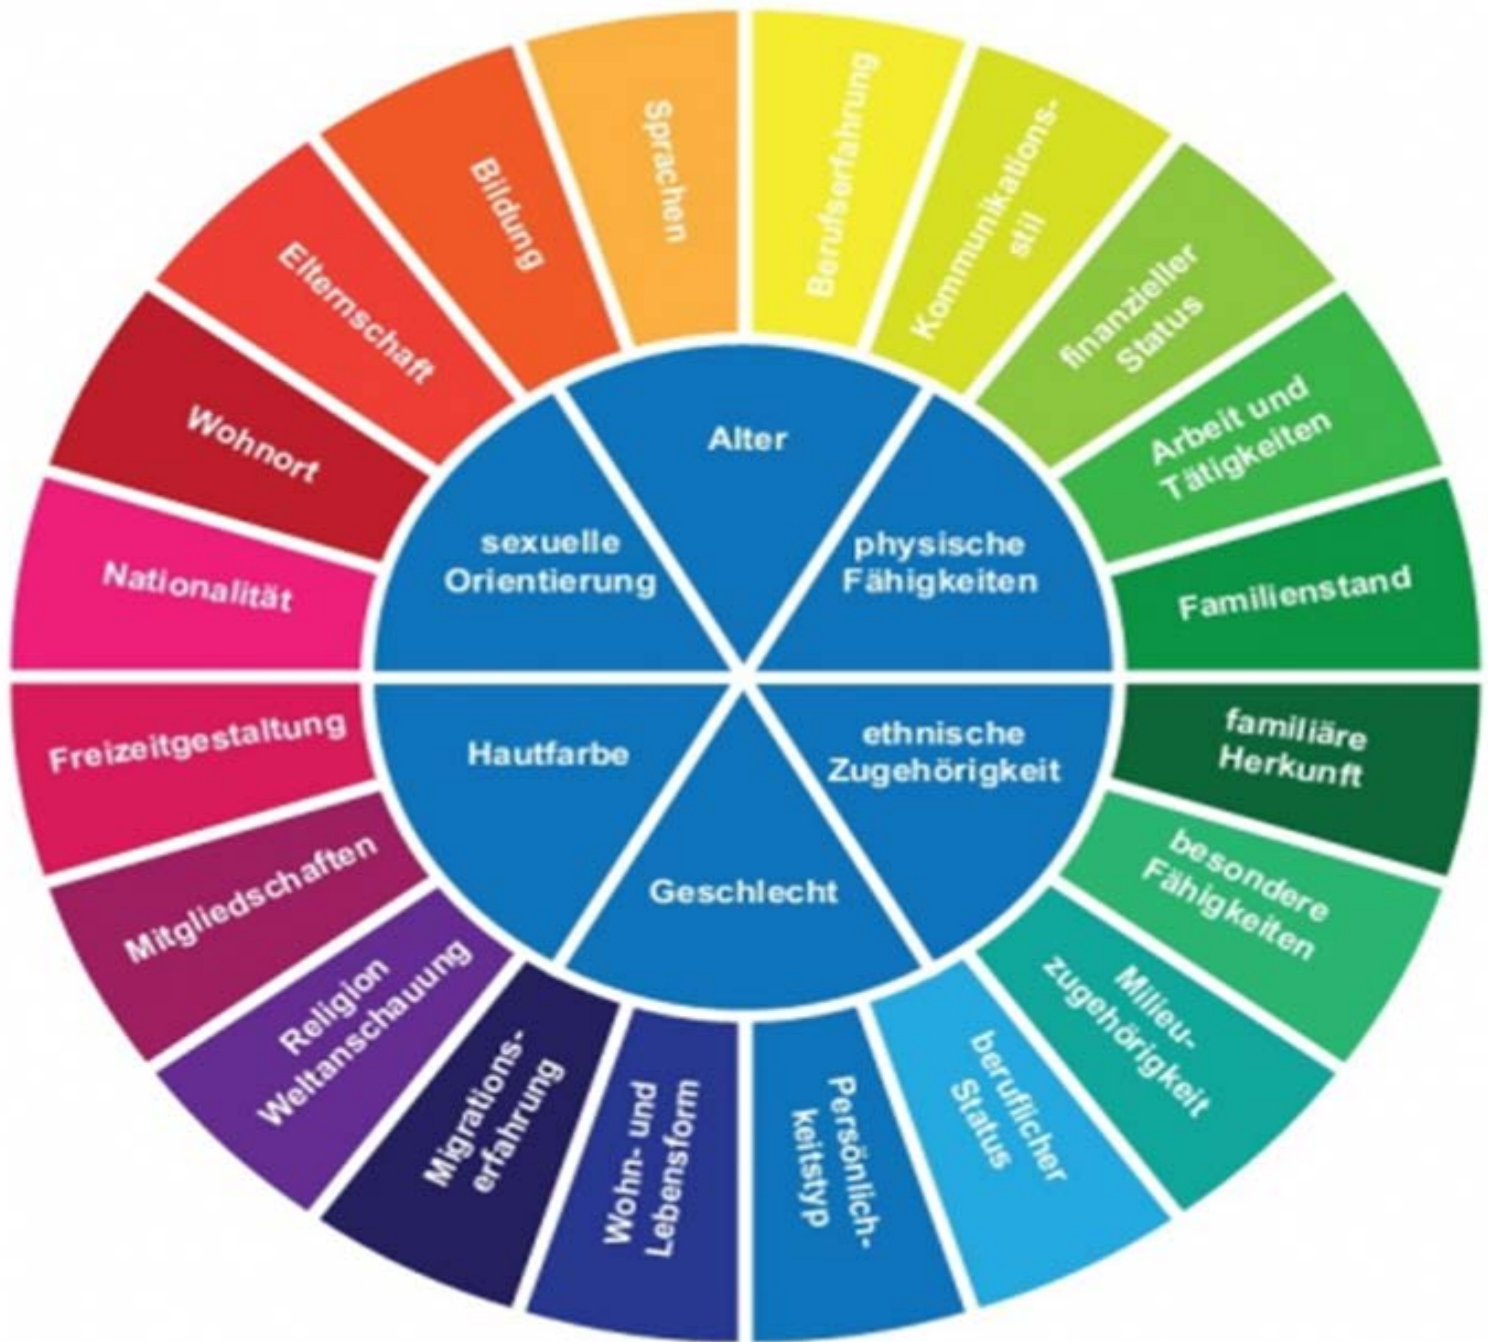 Berufserfahrung
Kommunikations-
stil
finanzieller
Status
Arbeit und
Tätigkeiten
Familienstand
familiäre
Herkunft
besondere
Fähigkeiten
Milieu-
zugehörigkeit
beruflicher
Status
Persönlich-
keitstyp
Wohn- und
Lebensform
Migrations-
erfahrung
Religion
Weltanschauung
Mitgliedschaften
Freizeitgestaltung
Nationalität
Wohnort
Elternschaft
Bildung
Sprachen
Alter
physische
Fähigkeiten
ethnische
Zugehörigkeit
Geschlecht
Hautfarbe
sexuelle
Orientierung